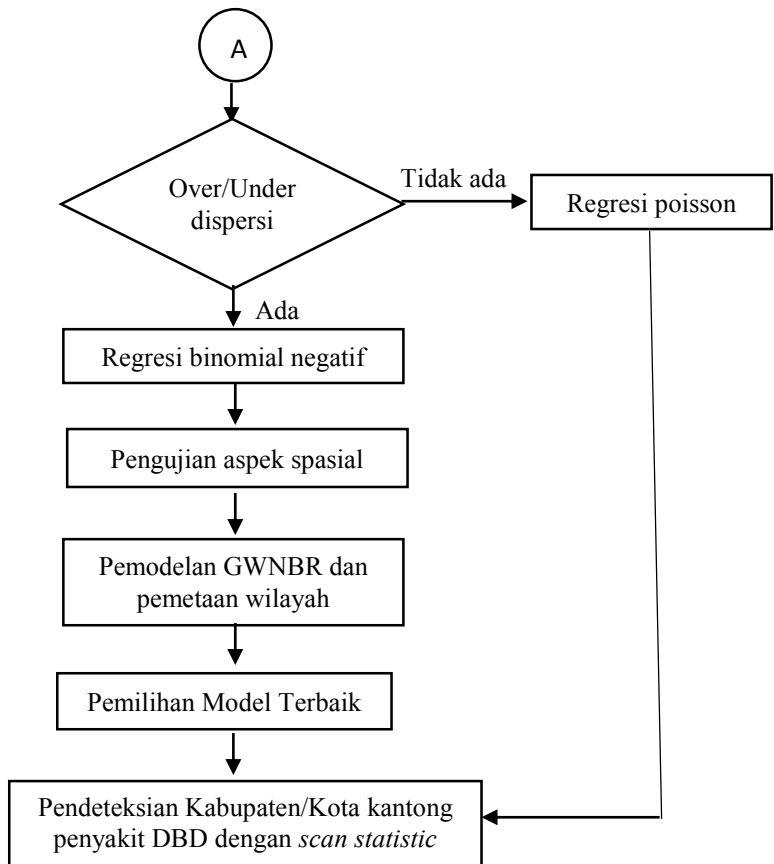 A
Over/Under
dispersi
Tidak ada
Regresi poisson
Ada
Regresi binomial negatif
Pengujian aspek spasial
Pemodelan GWNBR dan
pemetaan wilayah
Pemilihan Model Terbaik
Pendeteksian Kabupaten/Kota kantong
penyakit DBD dengan scan statistic